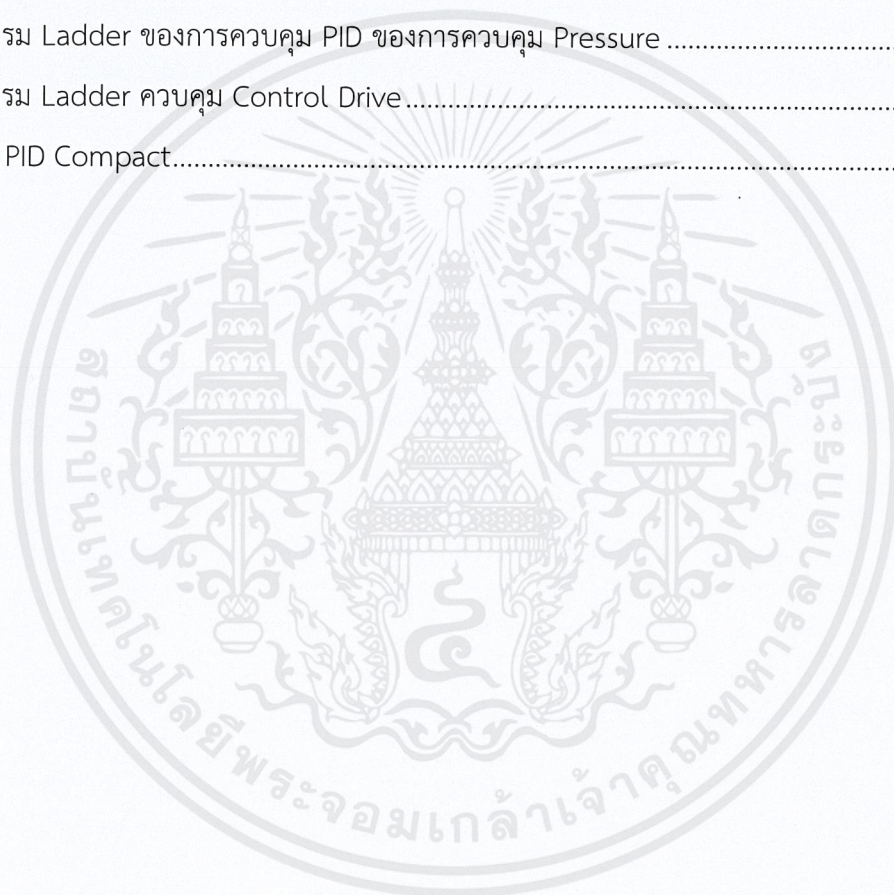 รม Ladder ของการควบคุม PID ของการควบคุม Pressure
รม Ladder ควบคุม Control Drive
PID Compact
สถาบันเทคโนโลยีพระจอมเกล้าเจ้าคุณทหารลาดกระบัง